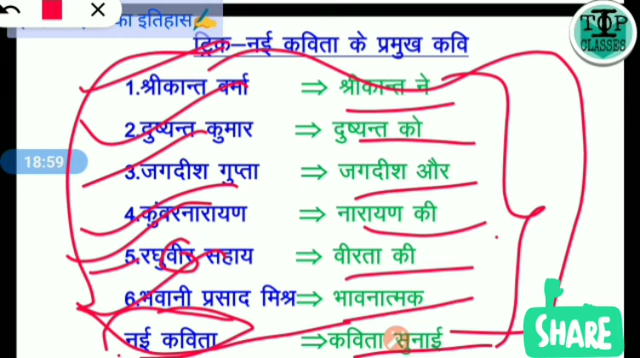 का इतिहास
TOP
CLASSES
ट्रिक-नई कविता के प्रमुख कवि
1.श्रीकान्त वर्मा ⇒ श्रीकान्त ने
2.दुष्यन्त कुमार ⇒ दुष्यन्त को
18:59
3.जगदीश गुप्ता ⇒ जगदीश और
4.कुंवरनारायण ⇒ नारायण की
5.रघुवीर सहाय ⇒ वीरता की
6.भवानी प्रसाद मिश्र⇒ भावनात्मक
नई कविता ⇒कविता सुनाई
SHARE